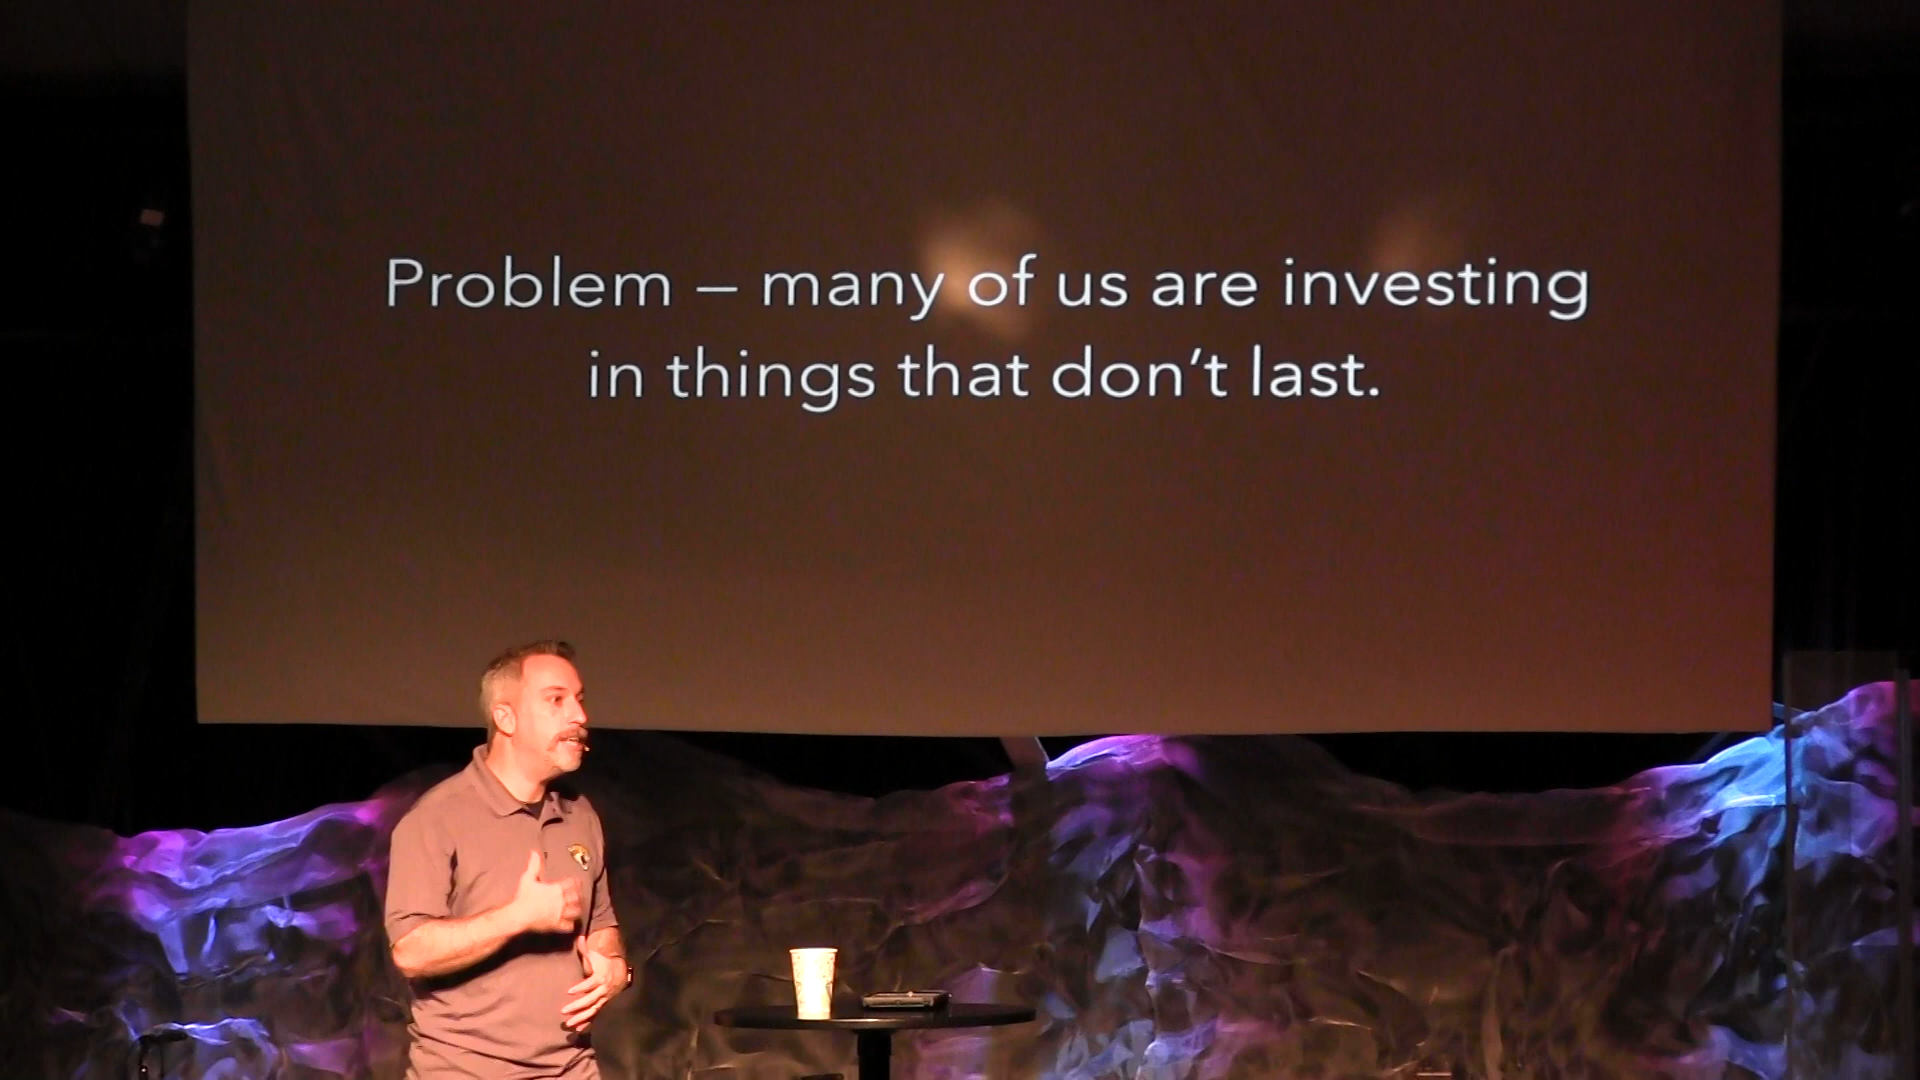 Problem – many of us are investing
in things that don’t last.